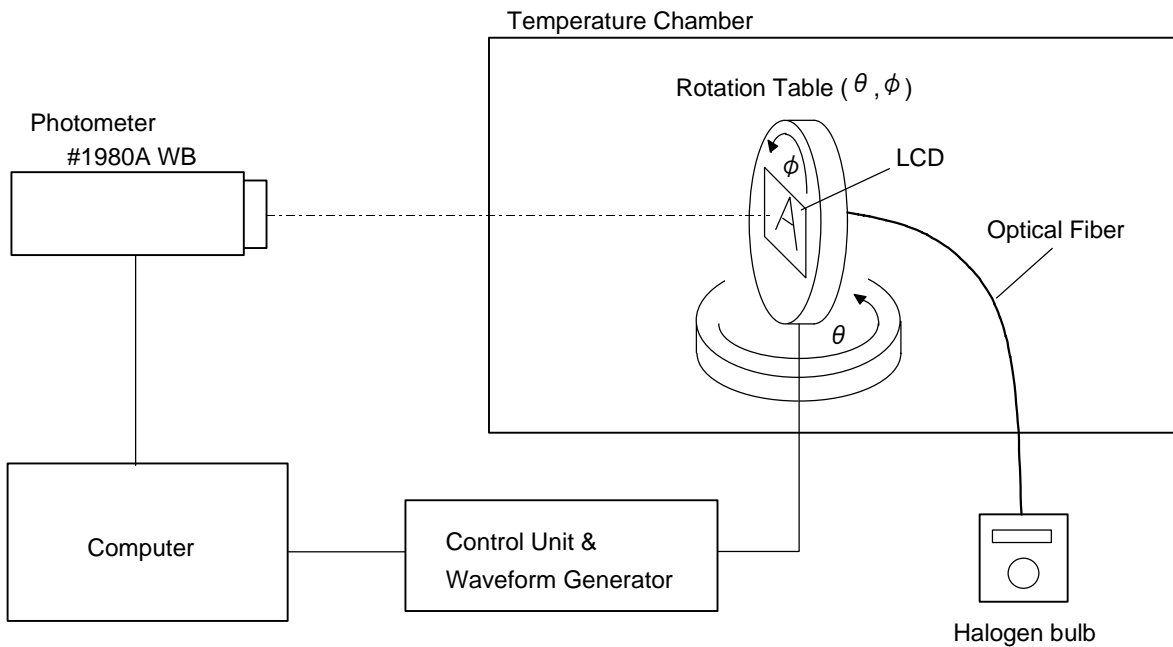 Temperature Chamber
Rotation Table ( θ , φ )
Photometer
#1980A WB
φ
LCD
A
Optical Fiber
θ
Computer
Control Unit &
Waveform Generator
Halogen bulb